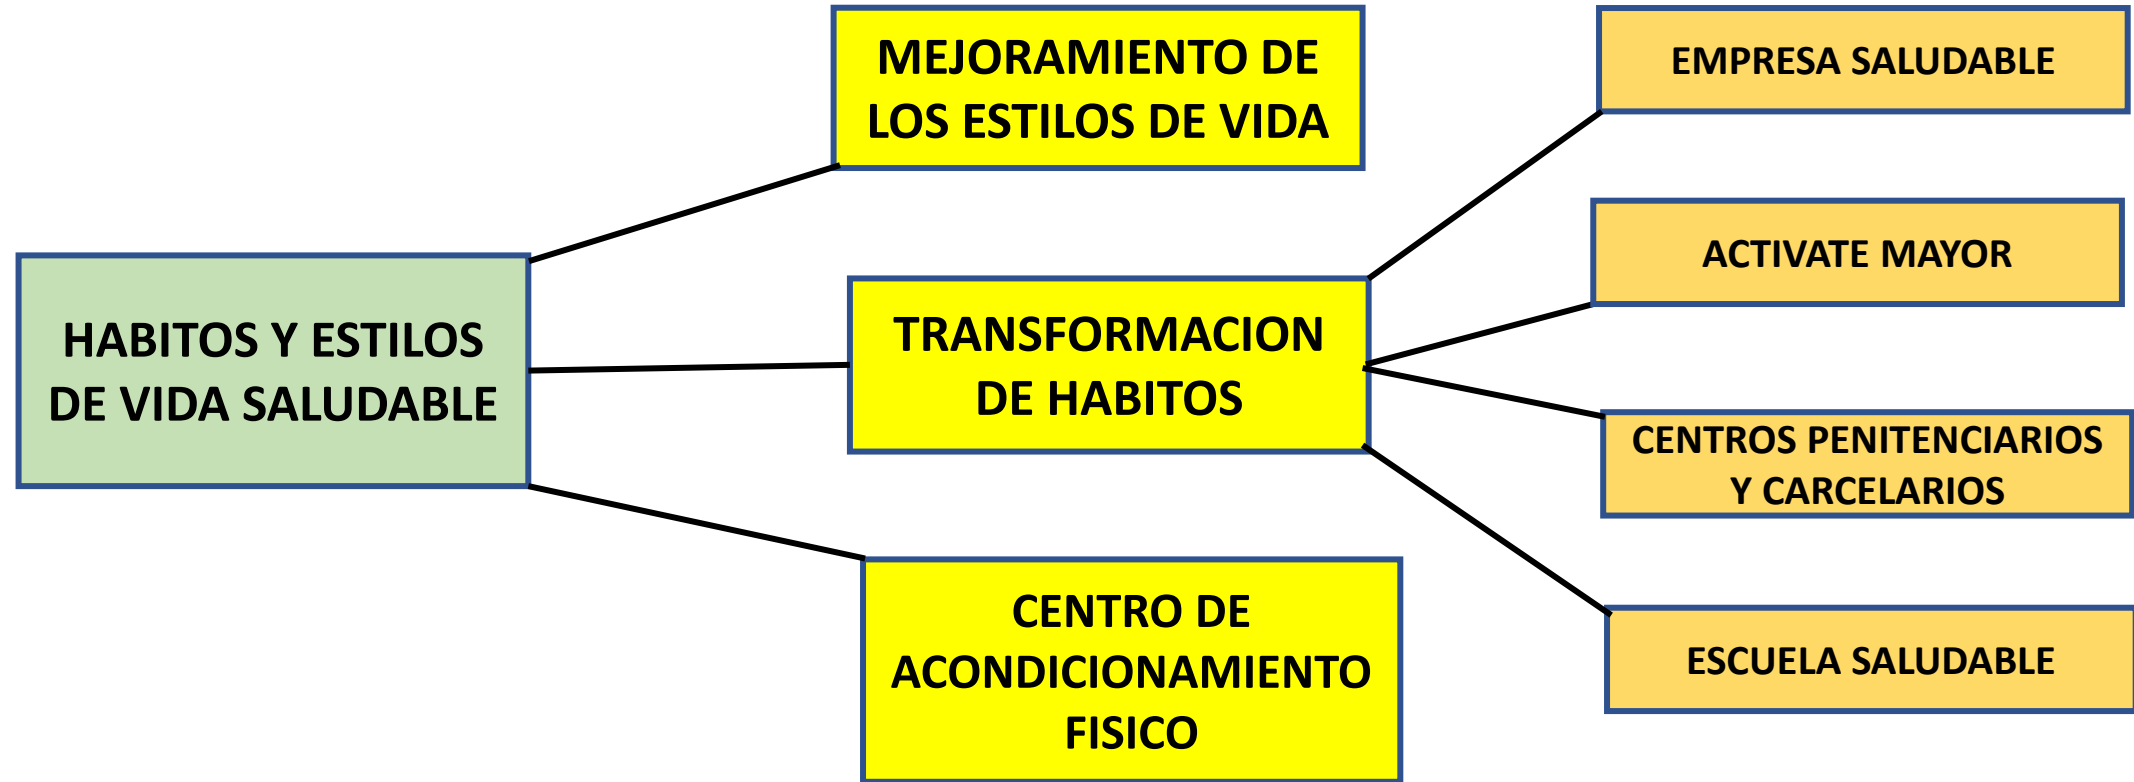 HABITOS Y ESTILOS
DE VIDA SALUDABLE
MEJORAMIENTO DE
LOS ESTILOS DE VIDA
TRANSFORMACION
DE HABITOS
CENTRO DE
ACONDICIONAMIENTO
FISICO
EMPRESA SALUDABLE
ACTIVATE MAYOR
CENTROS PENITENCIARIOS
Y CARCELARIOS
ESCUELA SALUDABLE